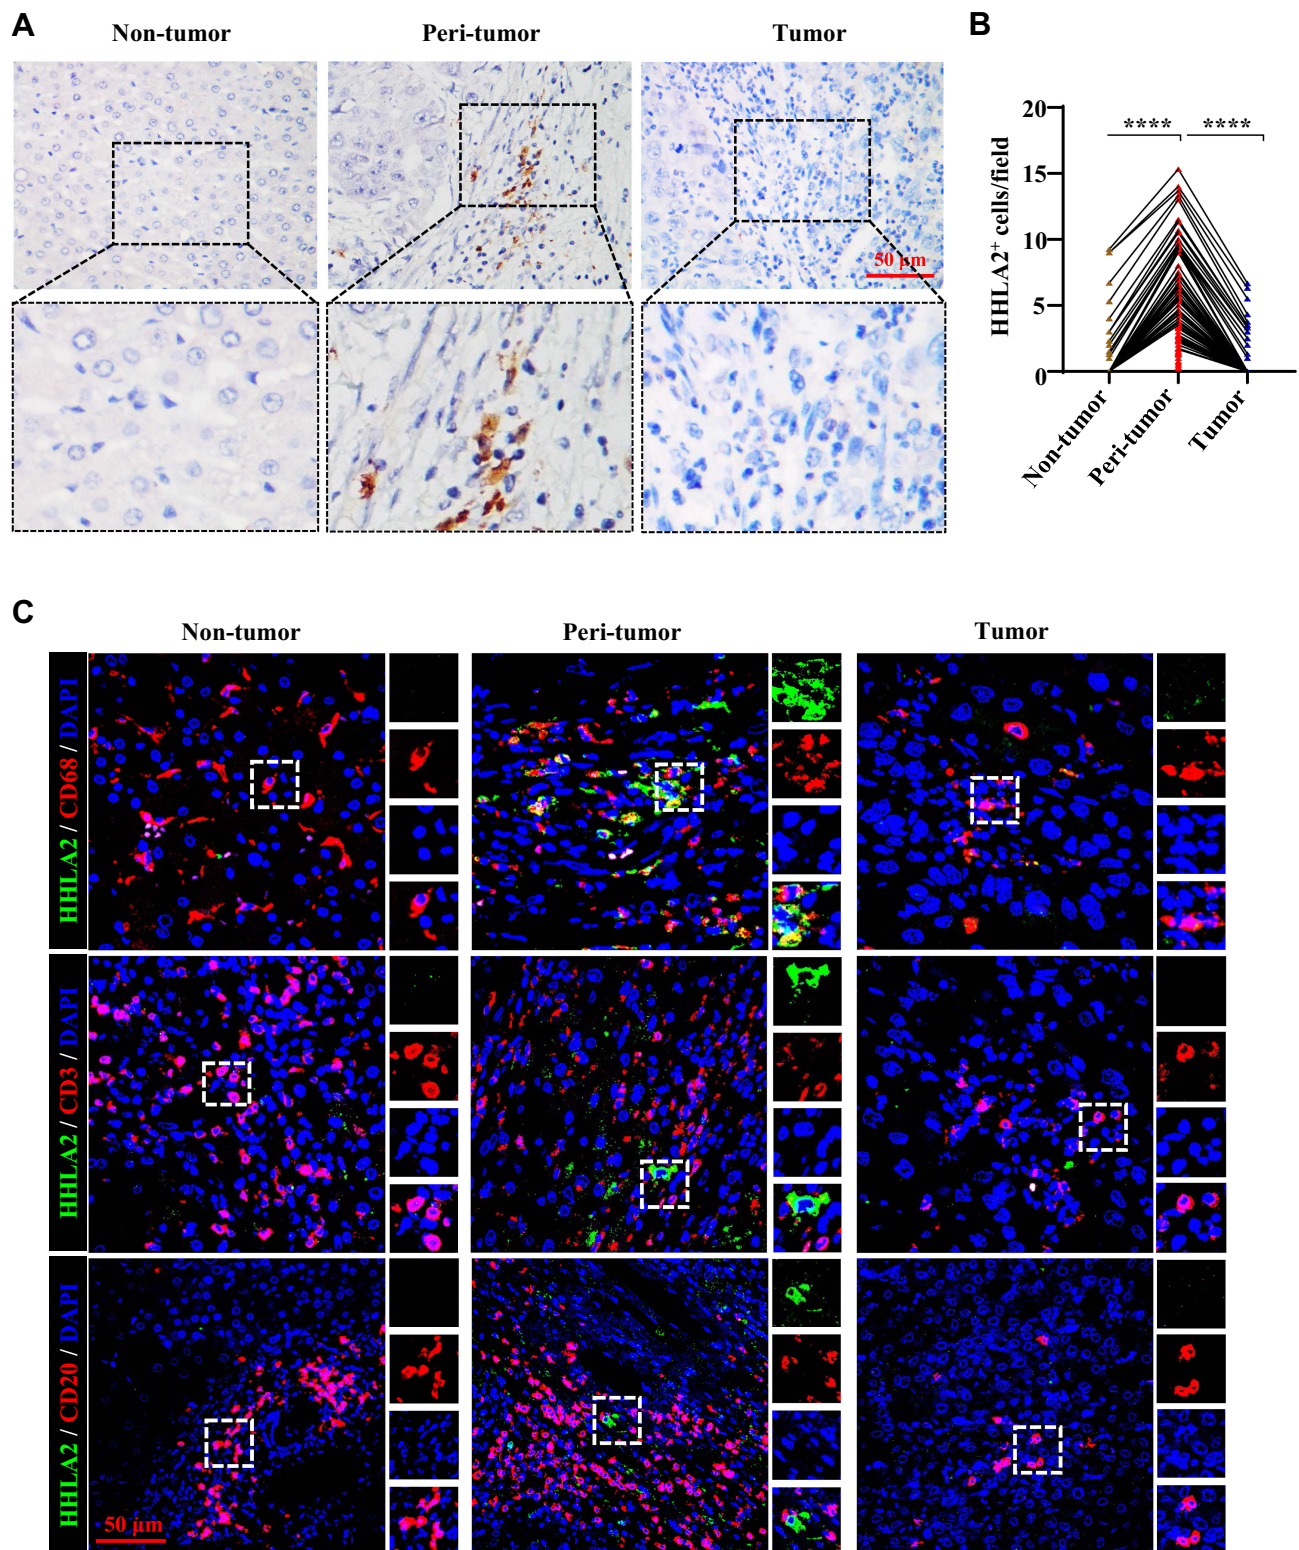 A
Non-tumor
Peri-tumor
Tumor
50 µm
B
HHLA2+ cells/field
20
15
10
5
0
****
****
Non-tumor
Peri-tumor
Tumor
C
Non-tumor
Peri-tumor
Tumor
HHLA2 / CD68 / DAPI
HHLA2 / CD3 / DAPI
HHLA2 / CD20 / DAPI
50 µm